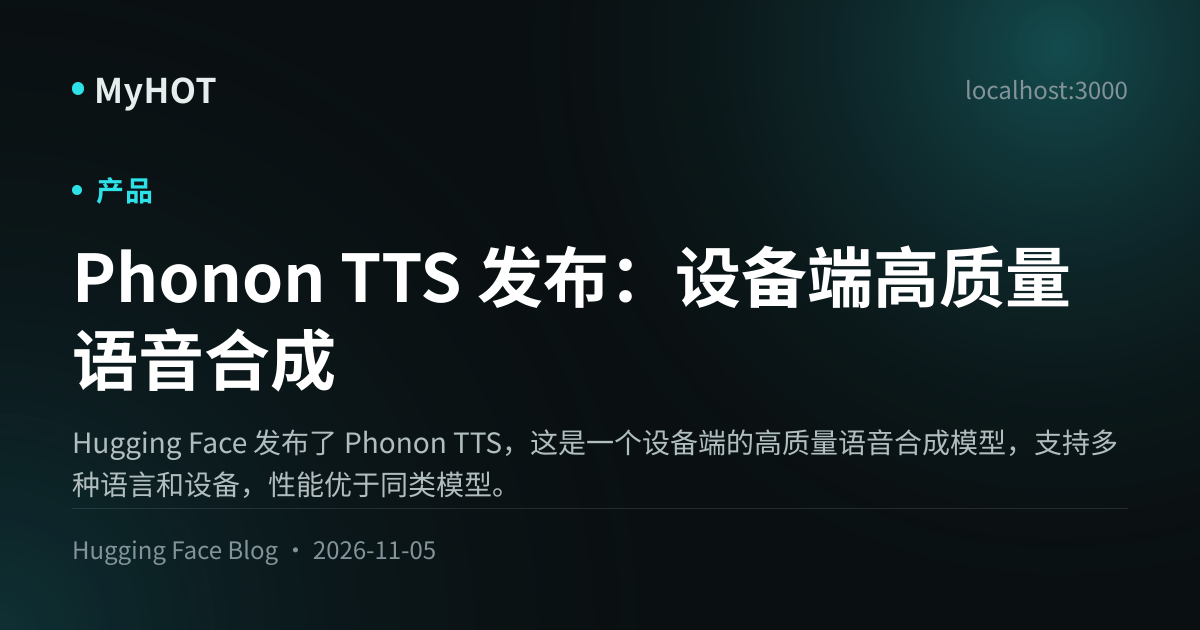 MyHOT
localhost:3000
产品
Phonon TTS 发布：设备端高质量
语音合成
Hugging Face 发布了 Phonon TTS，这是一个设备端的高质量语音合成模型，支持多
种语言和设备，性能优于同类模型。
Hugging Face Blog · 2026-11-05